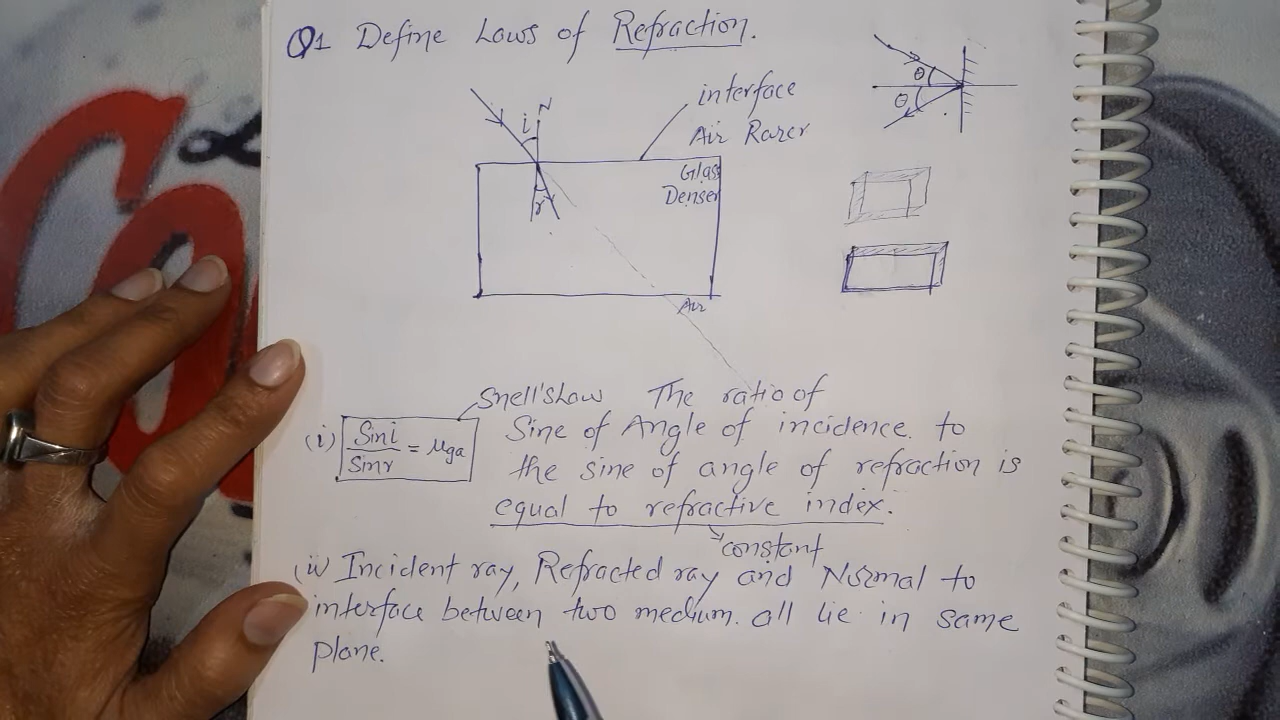 Q1 Define Laws of Refraction.
interface
Air Rarer
N
i
θ
θ
Glass
Denser
r
Air
Snell's Law The ratio of
(i) Sini / Sinr = μga Sine of Angle of incidence. to
the sine of angle of refraction is
equal to refractive index.
constant
(ii) Incident ray, Refracted ray and Normal to
interface between two medium. all lie in same
plane.